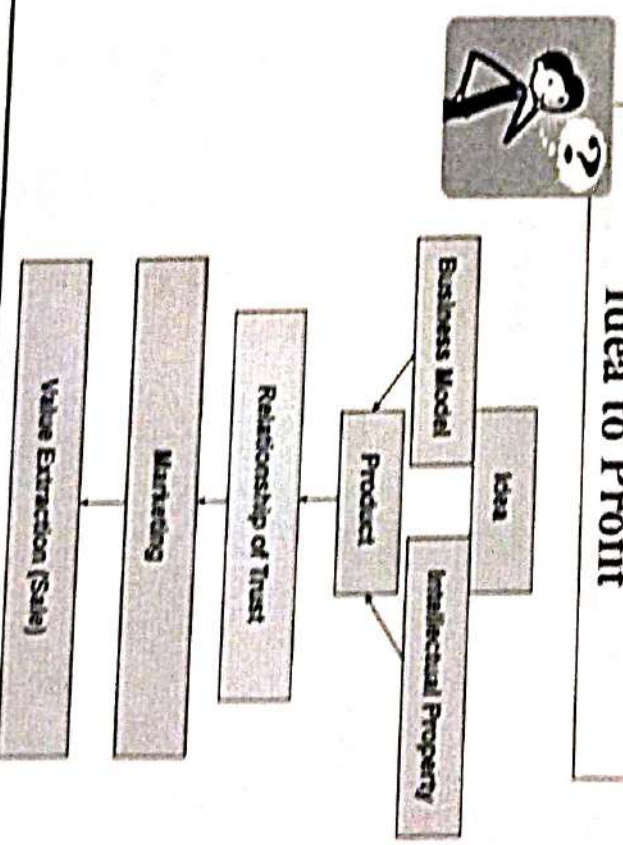 Idea to Profit
?
Idea
Business Model
Intellectual Property
Product
Relationship of Trust
Marketing
Value Extraction (Sale)